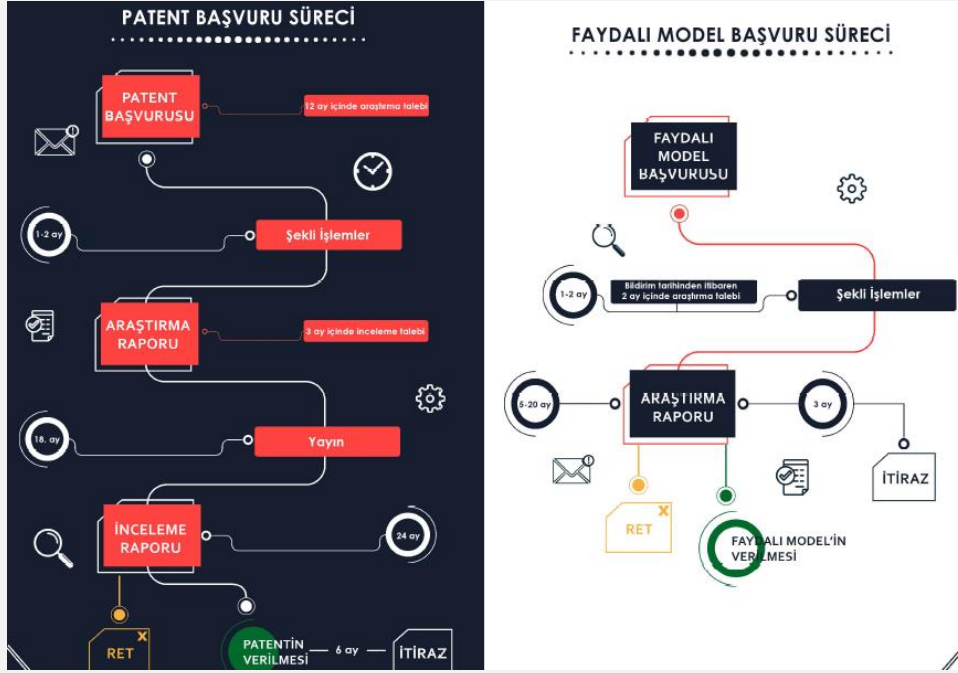 PATENT BAŞVURU SÜRECİ
PATENT
BAŞVURUSU
12 ay içinde araştırma talebi
1-2 ay
Şekli İşlemler
ARAŞTIRMA
RAPORU
3 ay içinde inceleme talebi
18. ay
Yayın
İNCELEME
RAPORU
24 ay
RET
X
PATENTİN
VERİLMESİ
6 ay
İTİRAZ
FAYDALI MODEL BAŞVURU SÜRECİ
FAYDALI
MODEL
BAŞVURUSU
1-2 ay
Bildirim tarihinden itibaren
2 ay içinde araştırma talebi
Şekli İşlemler
5-20 ay
ARAŞTIRMA
RAPORU
3 ay
İTİRAZ
RET
X
FAYDALI MODEL'İN
VERİLMESİ